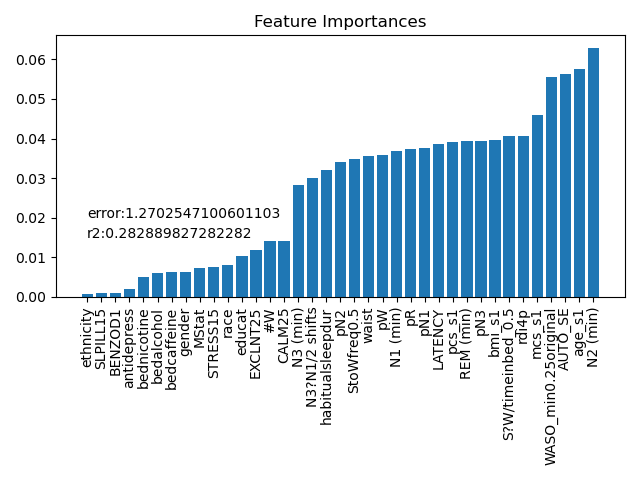 Feature Importances
0.06
0.05
0.04
0.03
0.02
0.01
0.00
error:1.2702547100601103
r2:0.282889827282282
ethnicity
SLPILL15
BENZOD1
antidepress
bednicotine
bedalcohol
bedcaffeine
gender
MStat
STRESS15
race
educat
EXCLNT25
#W
CALM25
N3 (min)
N3?N1/2 shifts
habitualsleepdur
pN2
StoWfreq0.5
waist
pW
N1 (min)
pR
pN1
LATENCY
pcs_s1
REM (min)
pN3
bmi_s1
S?W/timeinbed_0.5
rdi4p
mcs_s1
WASO_min0.25original
AUTO_SE
age_s1
N2 (min)